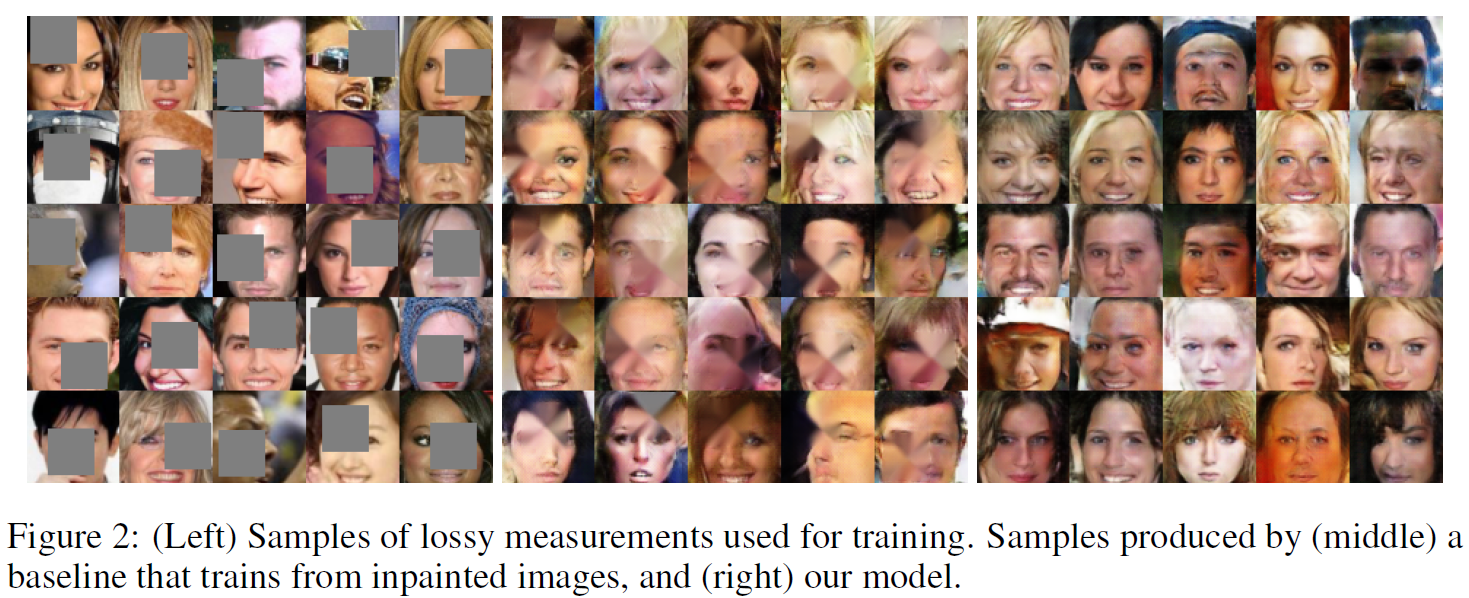 Figure 2: (Left) Samples of lossy measurements used for training. Samples produced by (middle) a
baseline that trains from inpainted images, and (right) our model.